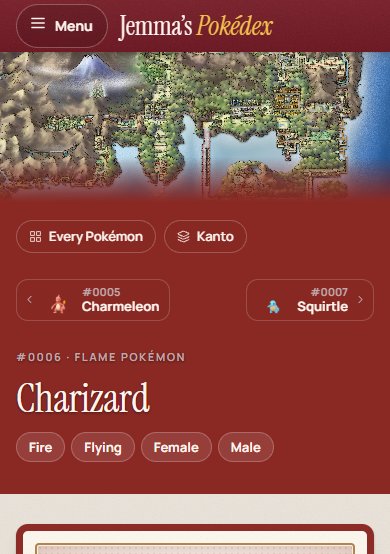 Menu
Jemma's Pokédex
Every Pokémon
Kanto
#0005
Charmeleon
#0007
Squirtle
#0006 · FLAME POKÉMON
Charizard
Fire
Flying
Female
Male